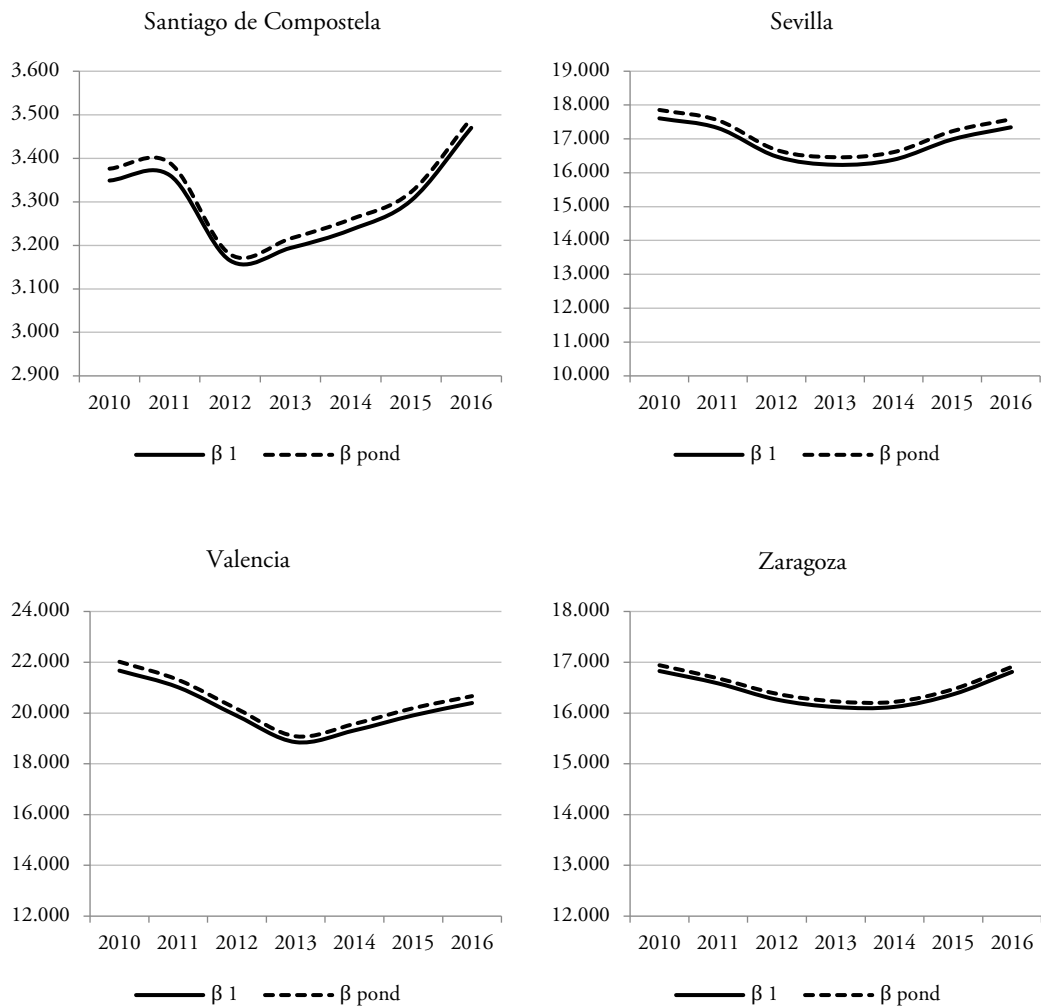 Santiago de Compostela
3.600
3.500
3.400
3.300
3.200
3.100
3.000
2.900
2010 2011 2012 2013 2014 2015 2016
β 1 β pond
Sevilla
19.000
18.000
17.000
16.000
15.000
14.000
13.000
12.000
11.000
10.000
2010 2011 2012 2013 2014 2015 2016
β 1 β pond
Valencia
24.000
22.000
20.000
18.000
16.000
14.000
12.000
2010 2011 2012 2013 2014 2015 2016
β 1 β pond
Zaragoza
18.000
17.000
16.000
15.000
14.000
13.000
12.000
2010 2011 2012 2013 2014 2015 2016
β 1 β pond